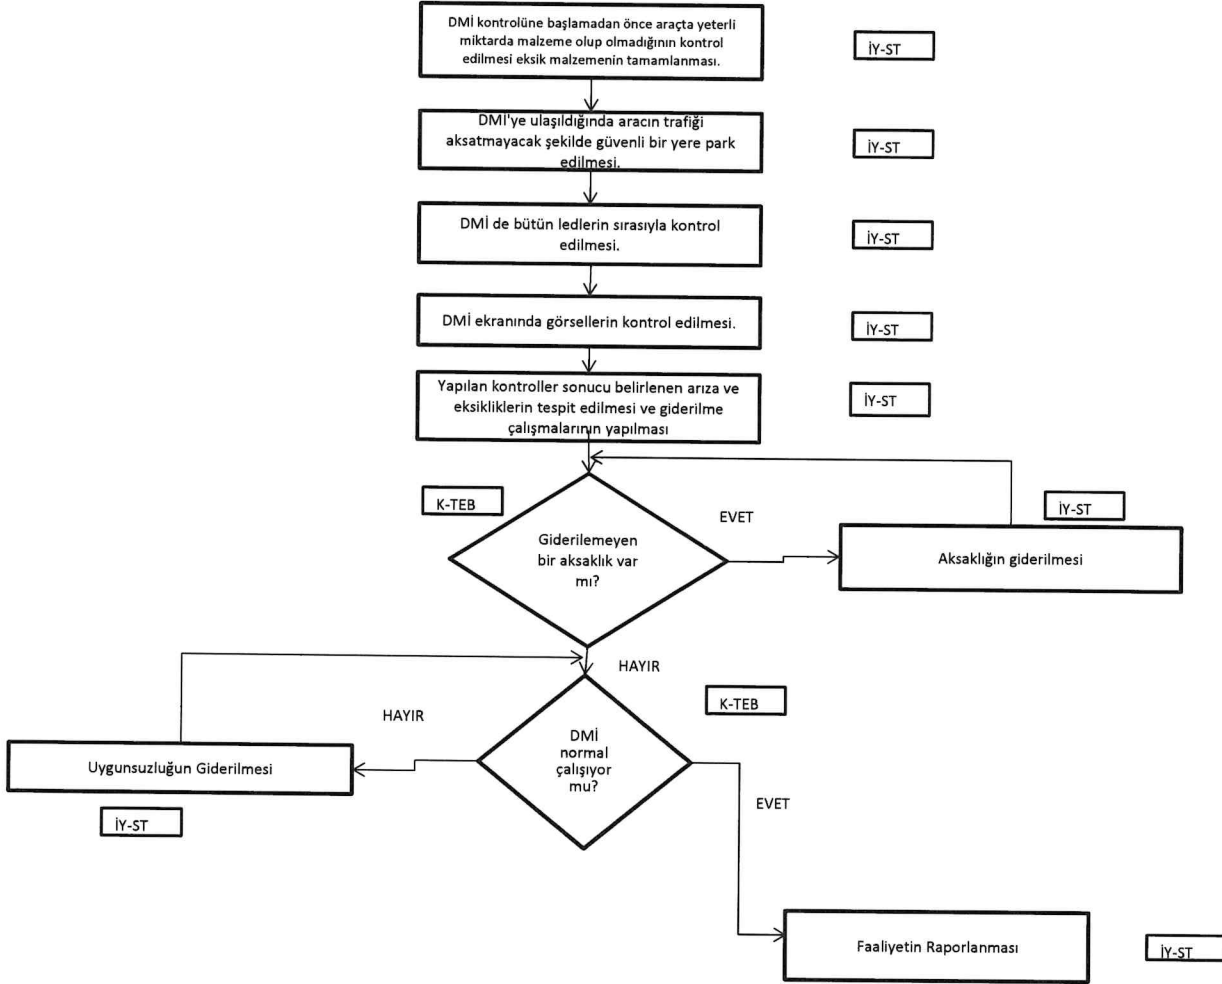 DMİ kontrolüne başlamadan önce araçta yeterli
miktarda malzeme olup olmadığının kontrol
edilmesi eksik malzemenin tamamlanması.
İY-ST
DMİ'ye ulaşıldığında aracın trafiği
aksatmayacak şekilde güvenli bir yere park
edilmesi.
İY-ST
DMİ de bütün ledlerin sırasıyla kontrol
edilmesi.
İY-ST
DMİ ekranında görsellerin kontrol edilmesi.
İY-ST
Yapılan kontroller sonucu belirlenen arıza ve
eksikliklerin tespit edilmesi ve giderilme
çalışmalarının yapılması
İY-ST
K-TEB
Giderilemeyen
bir aksaklık var
mı?
EVET
İY-ST
Aksaklığın giderilmesi
HAYIR
K-TEB
HAYIR
DMİ
normal
çalışıyor
mu?
Uygunsuzluğun Giderilmesi
İY-ST
EVET
Faaliyetin Raporlanması
İY-ST